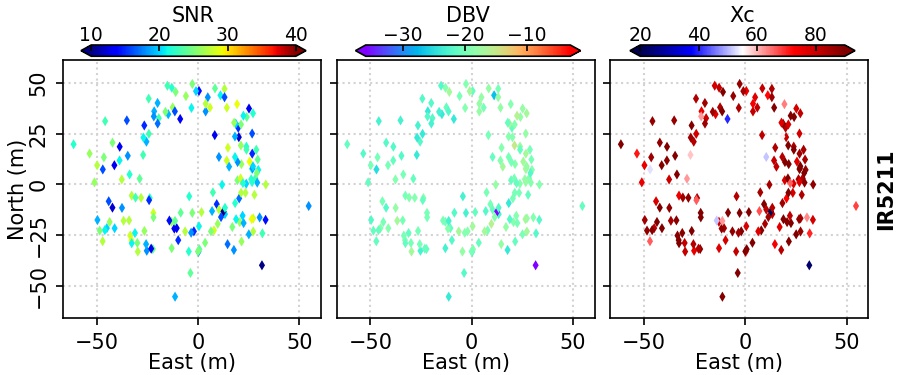 SNR DBV Xc
10 20 30 40 −30 −20 −10 20 40 60 80
50
25
0
−25
−50
North (m)
−50 0 50 −50 0 50 −50 0 50
East (m) East (m) East (m)
IR5211